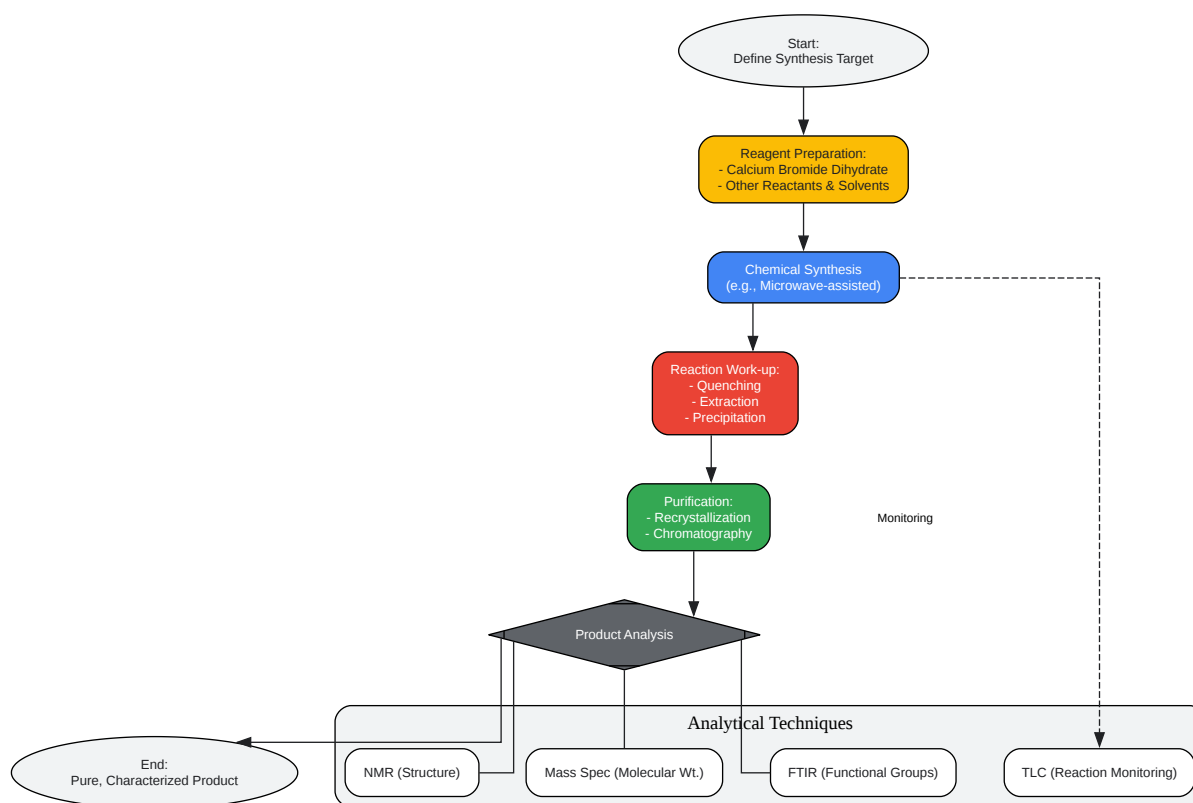 Start:
Define Synthesis Target
Reagent Preparation:
- Calcium Bromide Dihydrate
- Other Reactants & Solvents
Chemical Synthesis
(e.g., Microwave-assisted)
Reaction Work-up:
- Quenching
- Extraction
- Precipitation
Purification:
- Recrystallization
- Chromatography
Monitoring
Product Analysis
Analytical Techniques
End:
Pure, Characterized Product
NMR (Structure)
Mass Spec (Molecular Wt.)
FTIR (Functional Groups)
TLC (Reaction Monitoring)